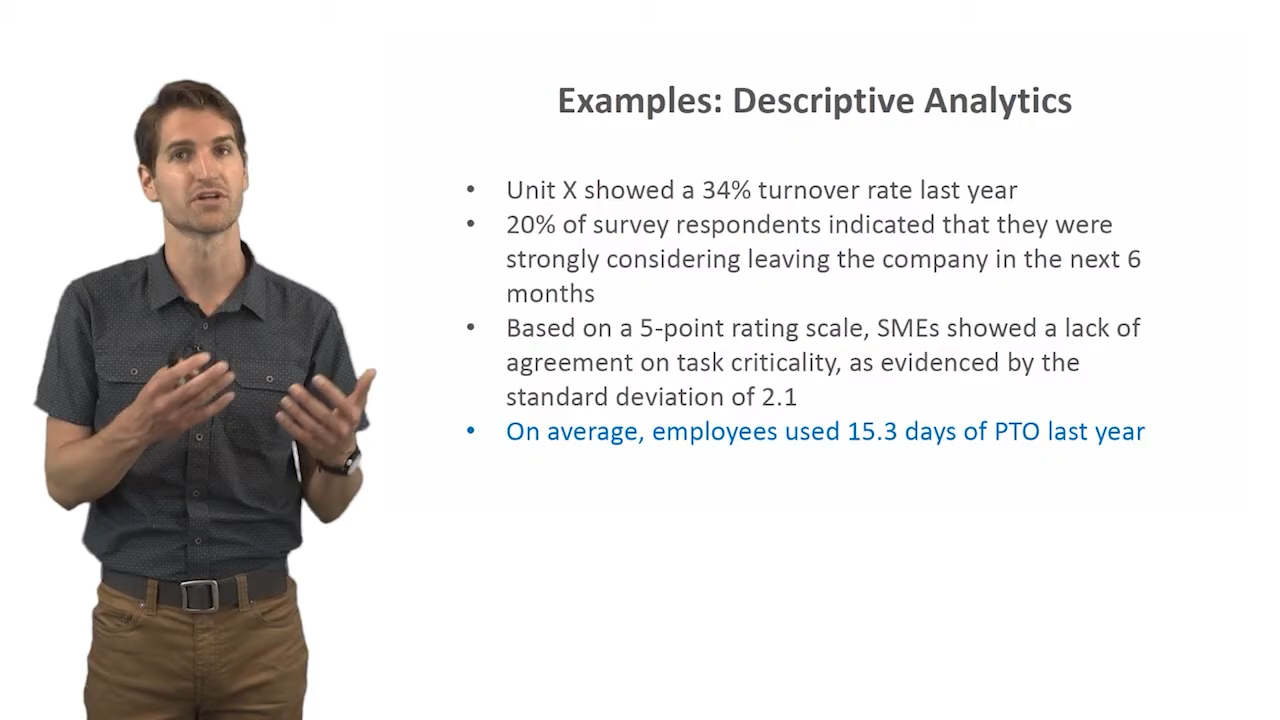 Examples: Descriptive Analytics
• Unit X showed a 34% turnover rate last year
• 20% of survey respondents indicated that they were
strongly considering leaving the company in the next 6
months
• Based on a 5-point rating scale, SMEs showed a lack of
agreement on task criticality, as evidenced by the
standard deviation of 2.1
• On average, employees used 15.3 days of PTO last year